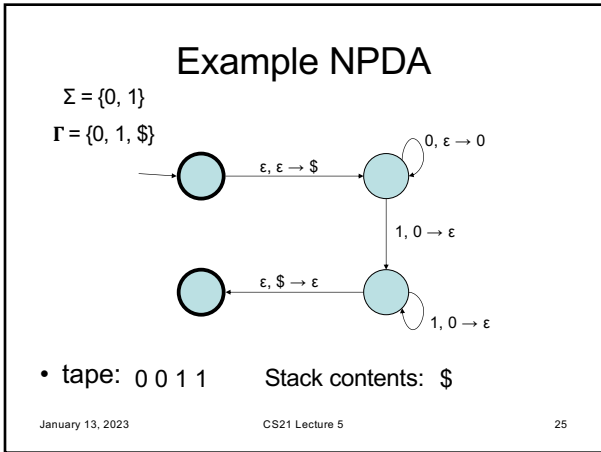 Example NPDA
Σ = {0, 1}
Γ = {0, 1, $}
0, ε → 0
ε, ε → $
1, 0 → ε
ε, $ → ε
1, 0 → ε
• tape: 0 0 1 1 Stack contents: $
January 13, 2023 CS21 Lecture 5 25